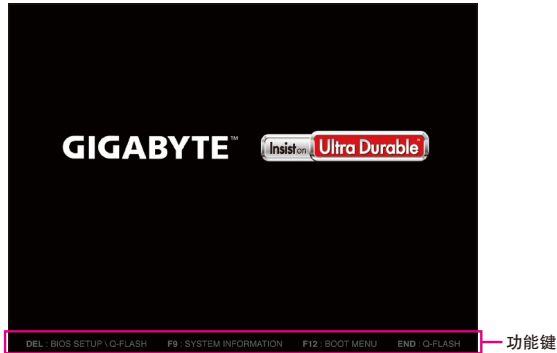 GIGABYTE™
Insist on Ultra Durable™
DEL : BIOS SETUP \ Q-FLASH F9 : SYSTEM INFORMATION F12 : BOOT MENU END : Q-FLASH
功能键